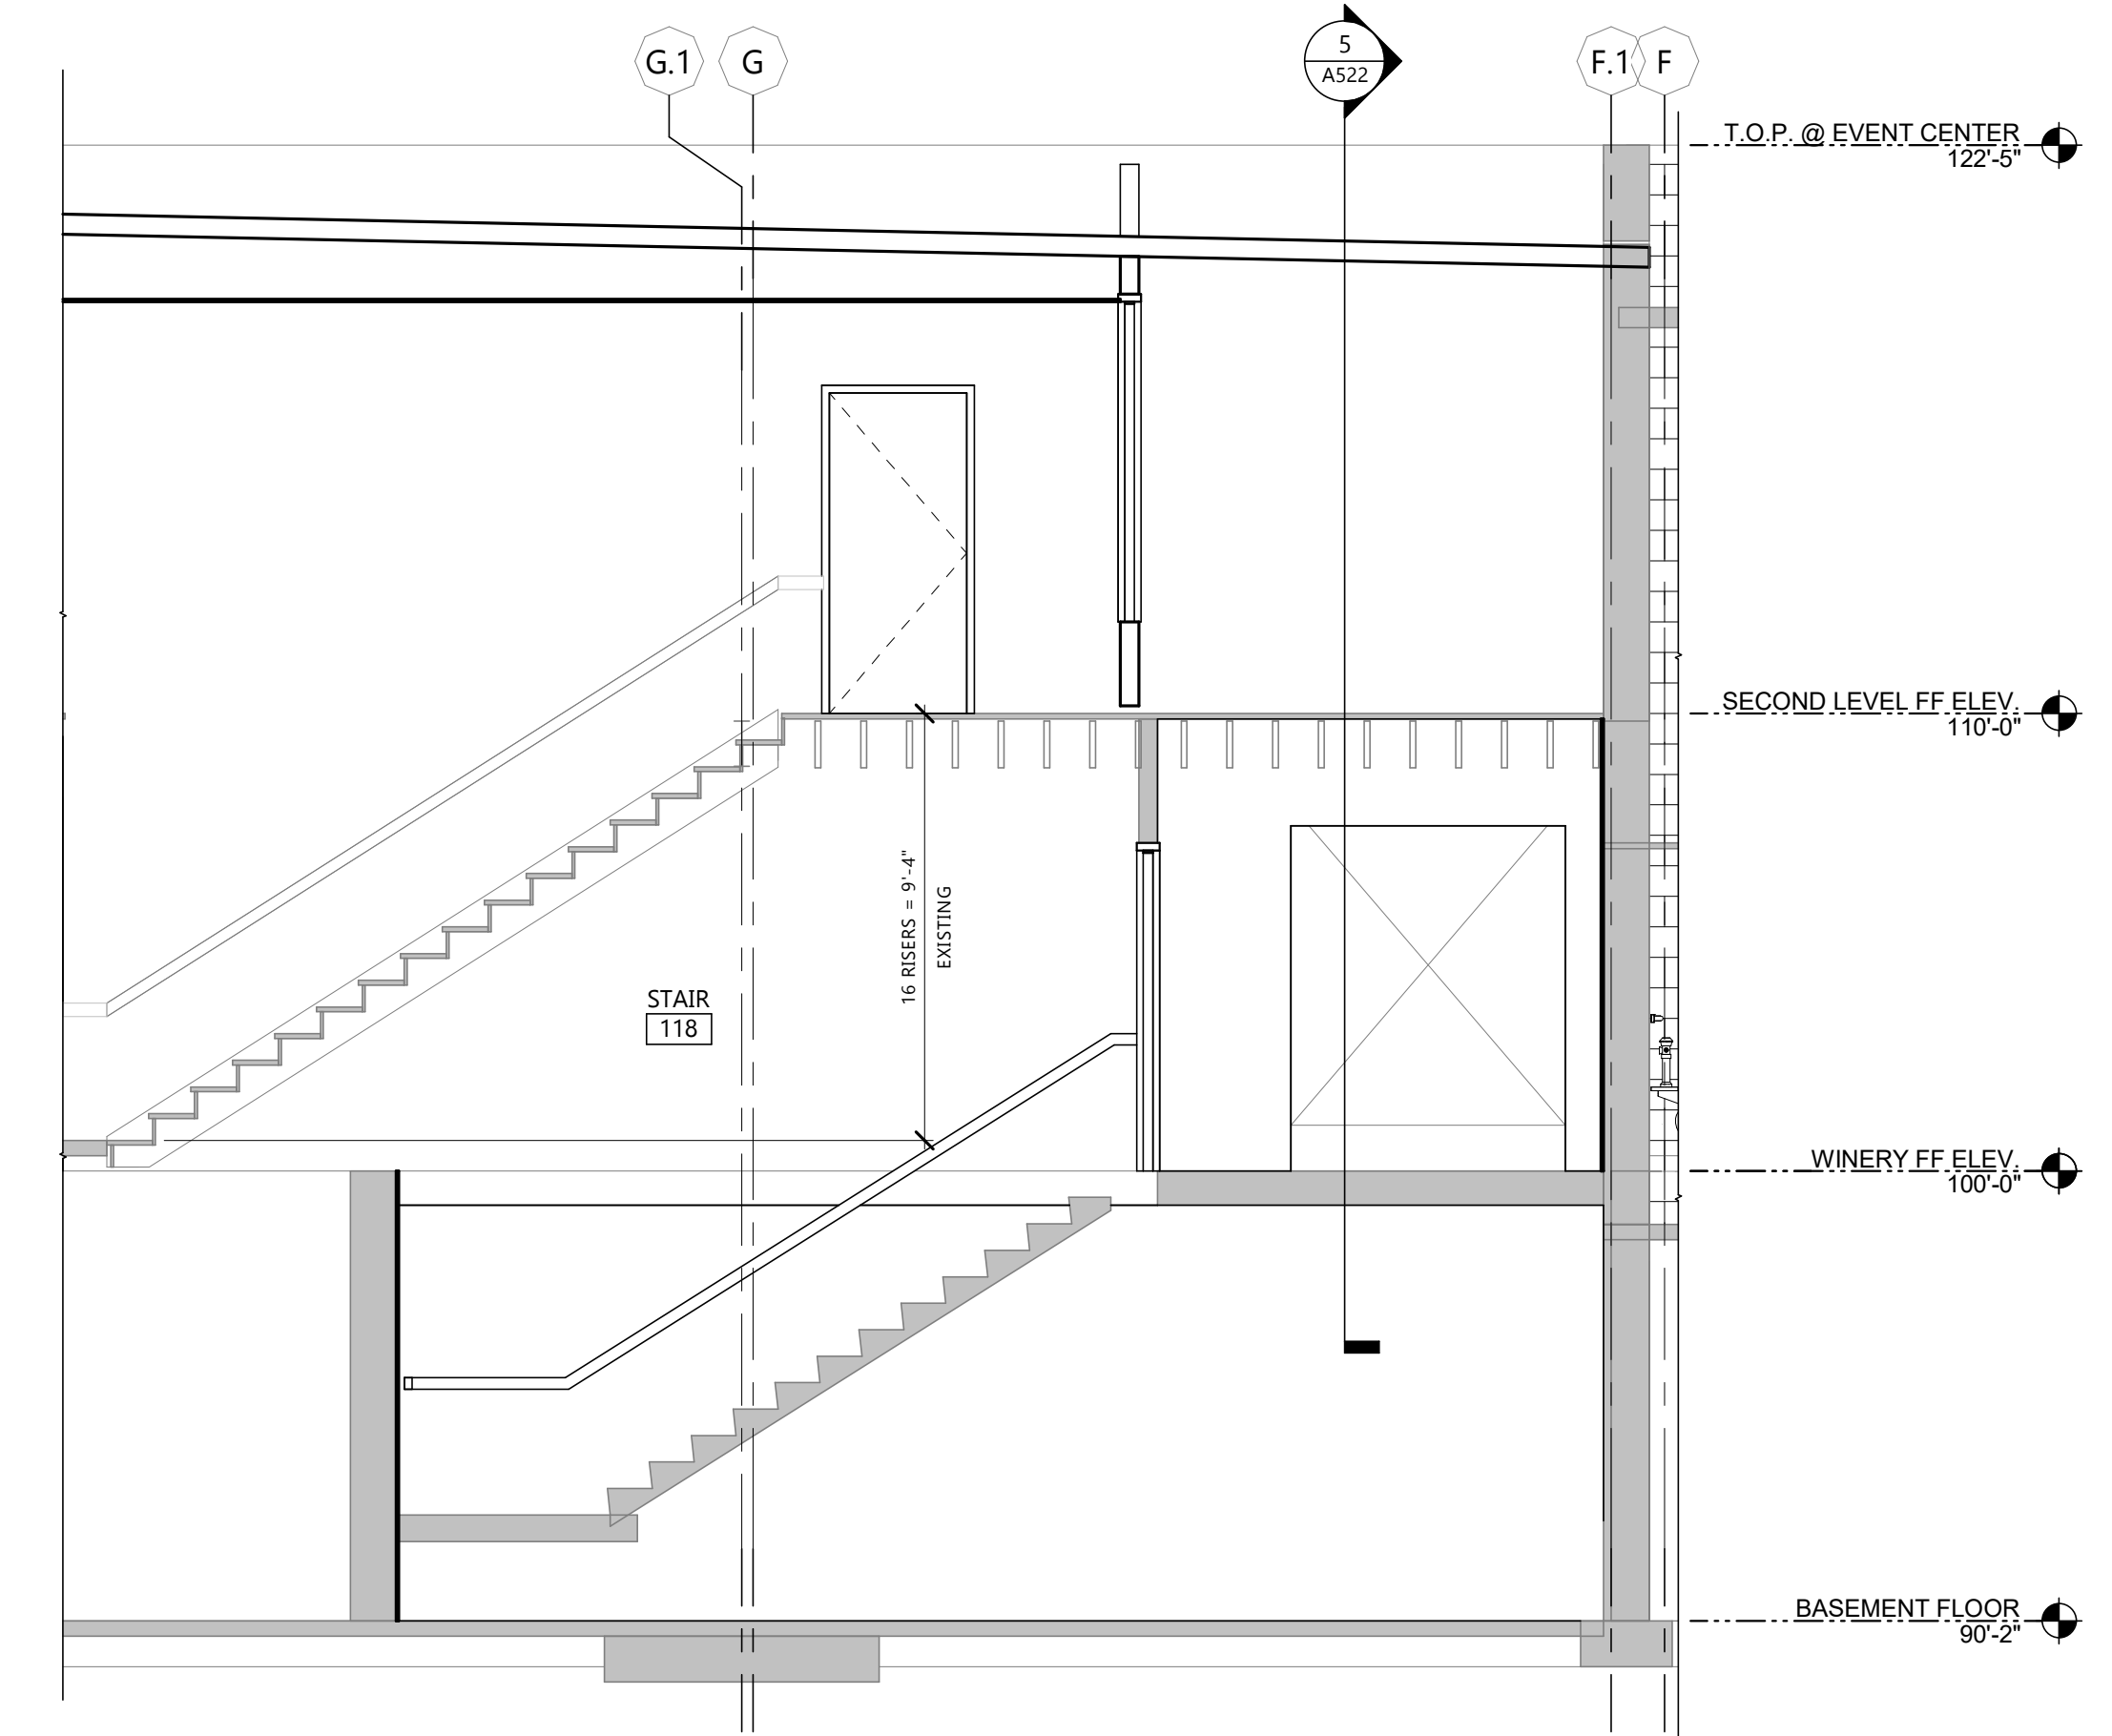 G.1
G
5
A522
F.1
F
T.O.P. @ EVENT CENTER
122'-5"
SECOND LEVEL FF ELEV.
110'-0"
16 RISERS = 9'-4"
EXISTING
STAIR
118
WINERY FF ELEV.
100'-0"
BASEMENT FLOOR
90'-2"